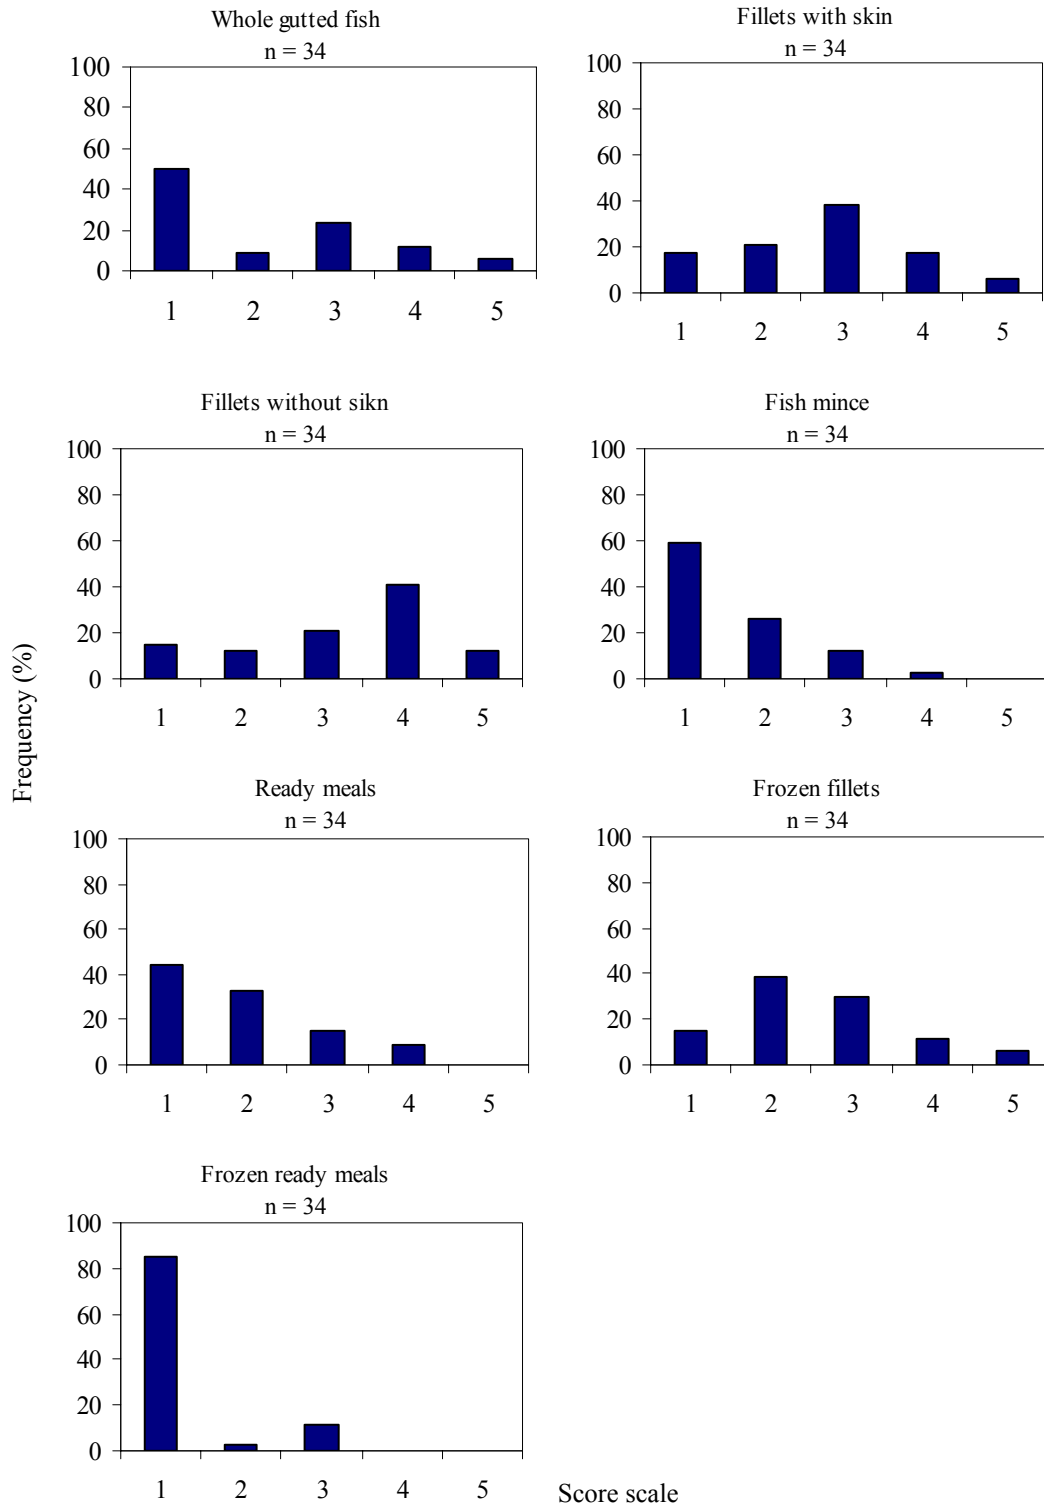 Whole gutted fish
n = 34
100
80
60
40
20
0
1 2 3 4 5
Fillets with skin
n = 34
100
80
60
40
20
0
1 2 3 4 5
Fillets without sikn
n = 34
100
80
60
40
20
0
1 2 3 4 5
Fish mince
n = 34
100
80
60
40
20
0
1 2 3 4 5
Frequency (%)
Ready meals
n = 34
100
80
60
40
20
0
1 2 3 4 5
Frozen fillets
n = 34
100
80
60
40
20
0
1 2 3 4 5
Frozen ready meals
n = 34
100
80
60
40
20
0
1 2 3 4 5
Score scale